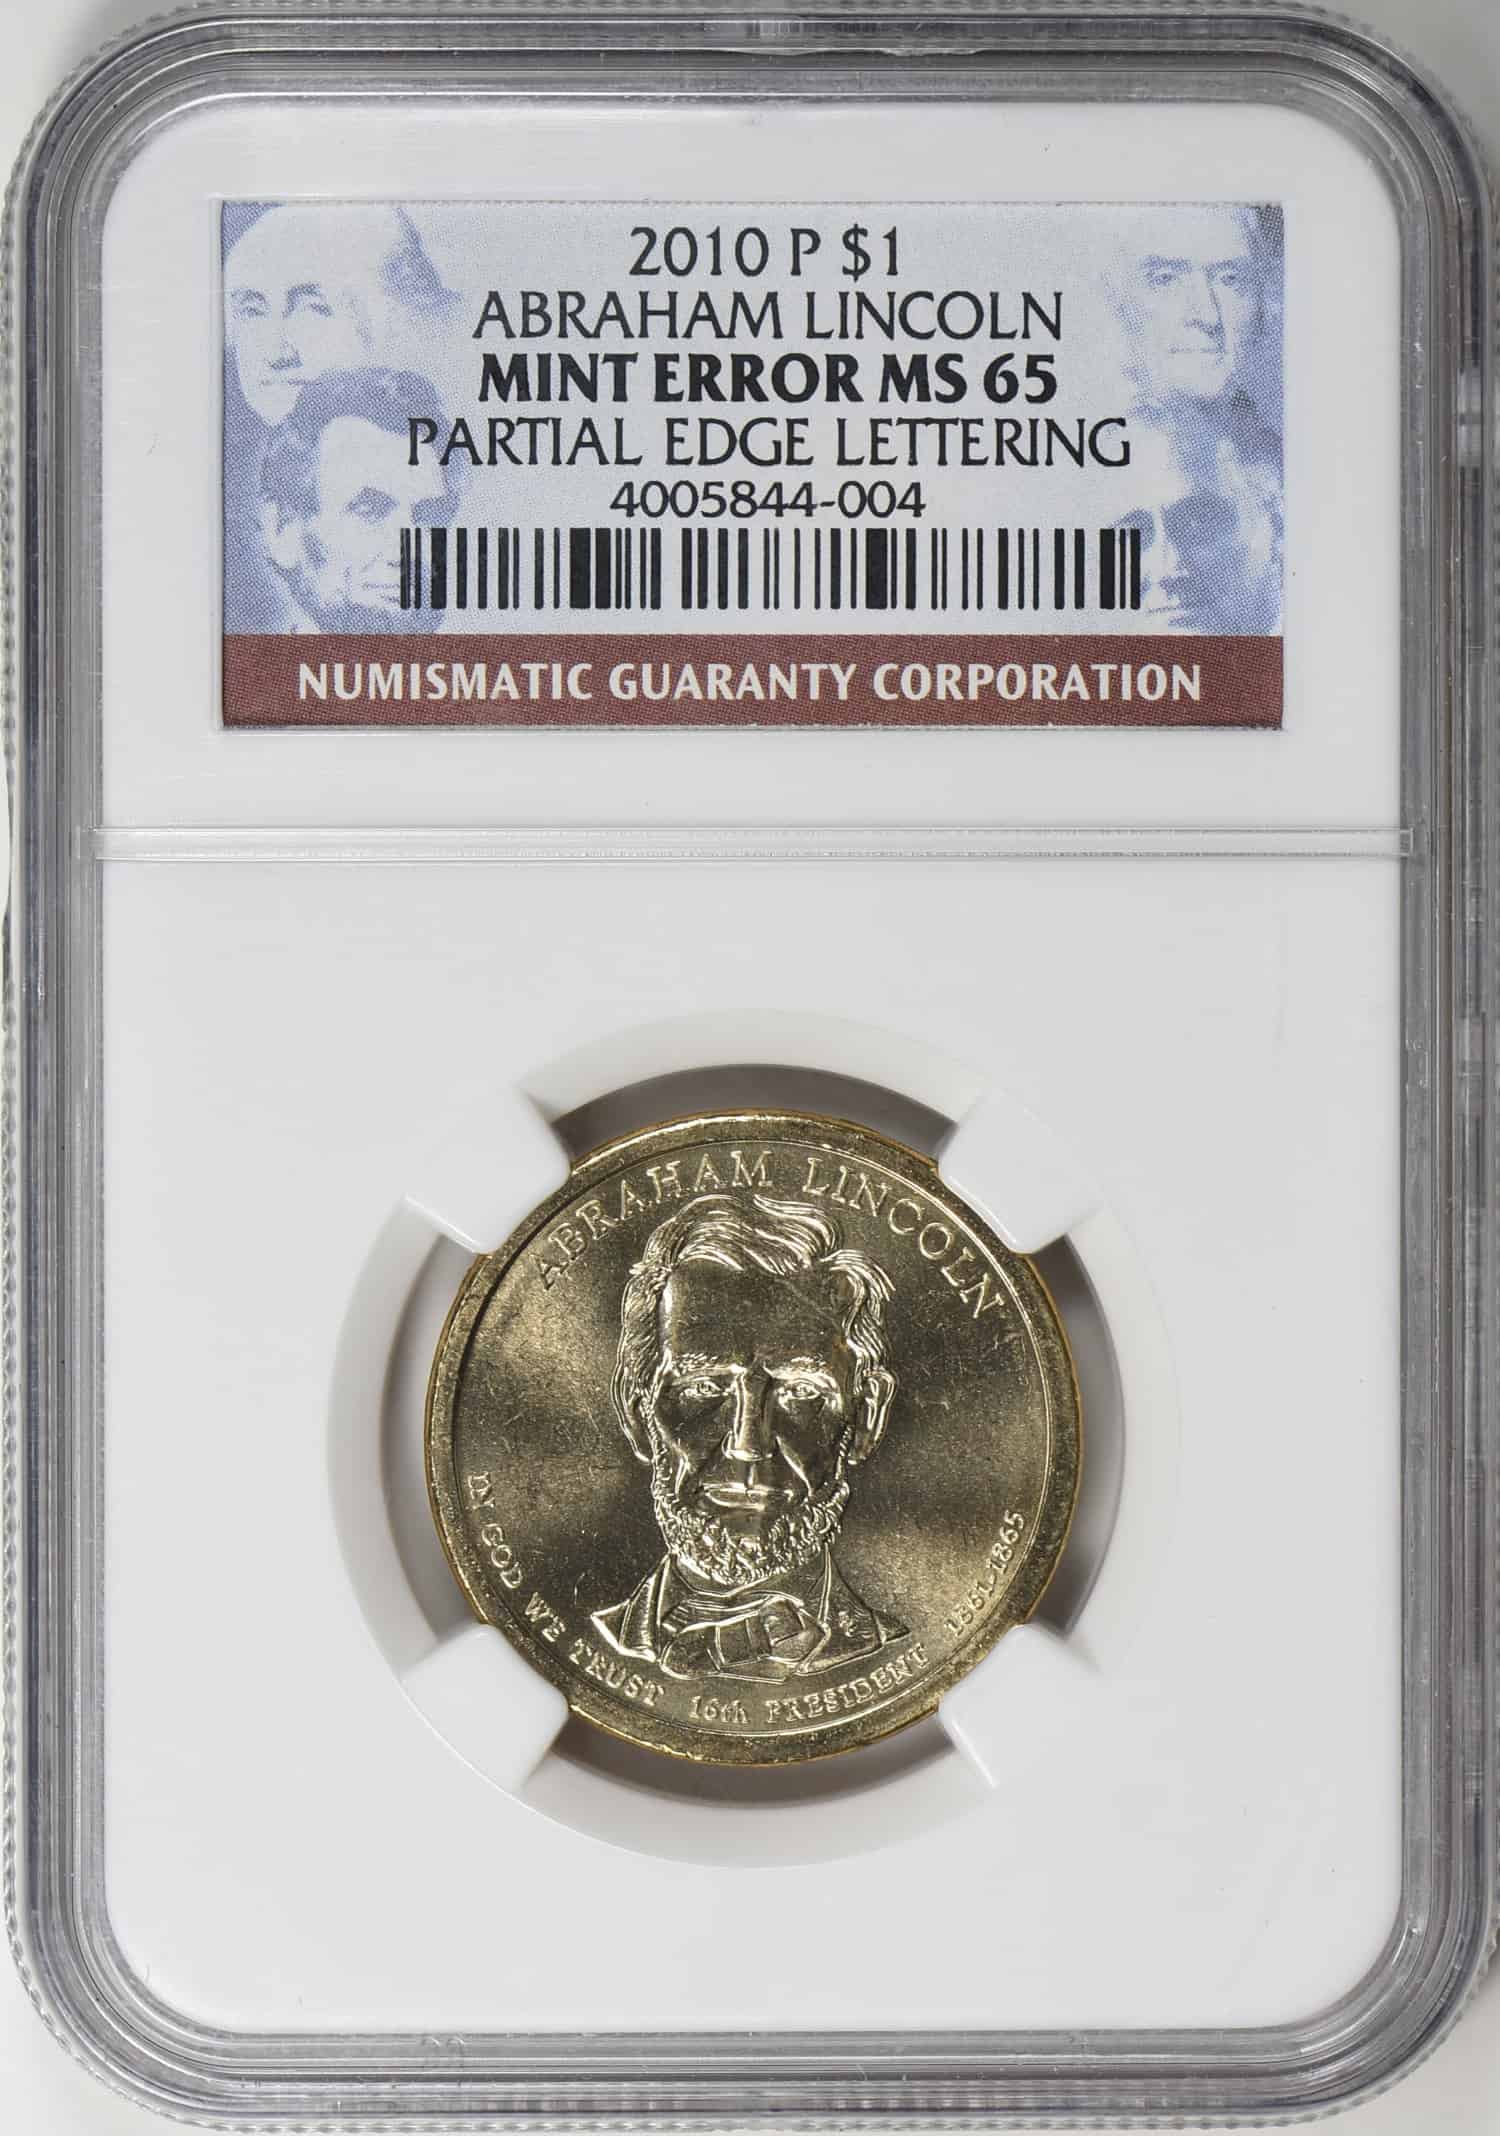 2010 P $1
ABRAHAM LINCOLN
MINT ERROR MS 65
PARTIAL EDGE LETTERING
4005844-004
NUMISMATIC GUARANTY CORPORATION
ABRAHAM LINCOLN
IN GOD WE TRUST 16th PRESIDENT 1861-1865